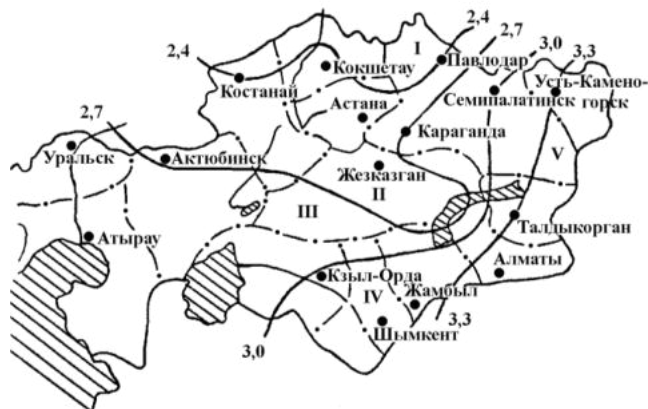 2,4
I
2,4
2,7
3,0
3,3
Павлодар
Кокшетау
Костанай
Семипалатинск
Усть-Камено-
горск
Астана
2,7
Караганда
Уральск
Актюбинск
V
Жезказган
II
III
Талдыкорган
Атырау
Алматы
Кзыл-Орда
IV
Жамбыл
3,3
Шымкент
3,0